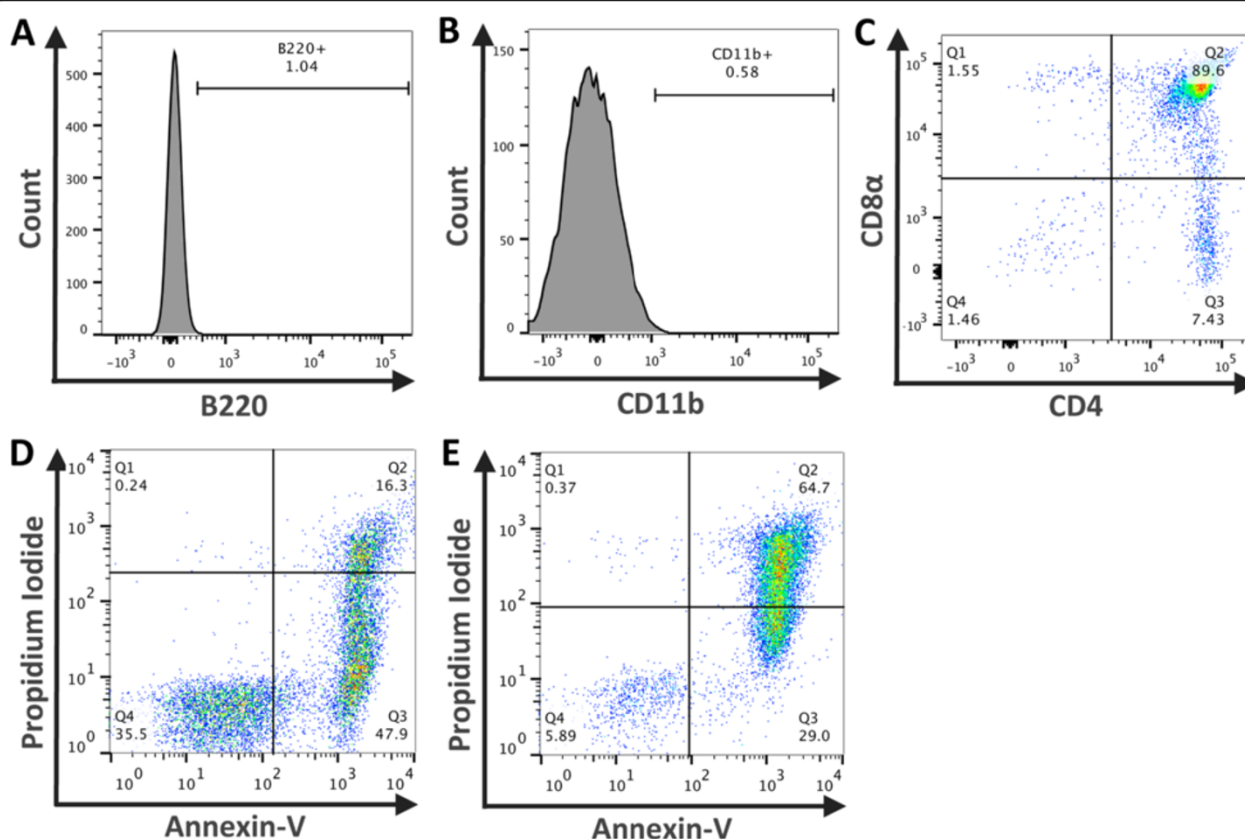 A
B220+
1.04
500
400
300
200
100
0
-10³ 0 10³ 10⁴ 10⁵
Count
B220
B
CD11b+
0.58
150
100
50
0
-10³ 0 10³ 10⁴ 10⁵
Count
CD11b
C
Q1
1.55
Q2
89.6
Q4
1.46
Q3
7.43
10⁵
10⁴
10³
0
-10³
-10³ 0 10³ 10⁴ 10⁵
CD8α
CD4
D
Q1
0.24
Q2
16.3
Q4
35.5
Q3
47.9
10⁴
10³
10²
10¹
10⁰
10⁰ 10¹ 10² 10³ 10⁴
Propidium Iodide
Annexin-V
E
Q1
0.37
Q2
64.7
Q4
5.89
Q3
29.0
10⁴
10³
10²
10¹
10⁰
10⁰ 10¹ 10² 10³ 10⁴
Propidium Iodide
Annexin-V